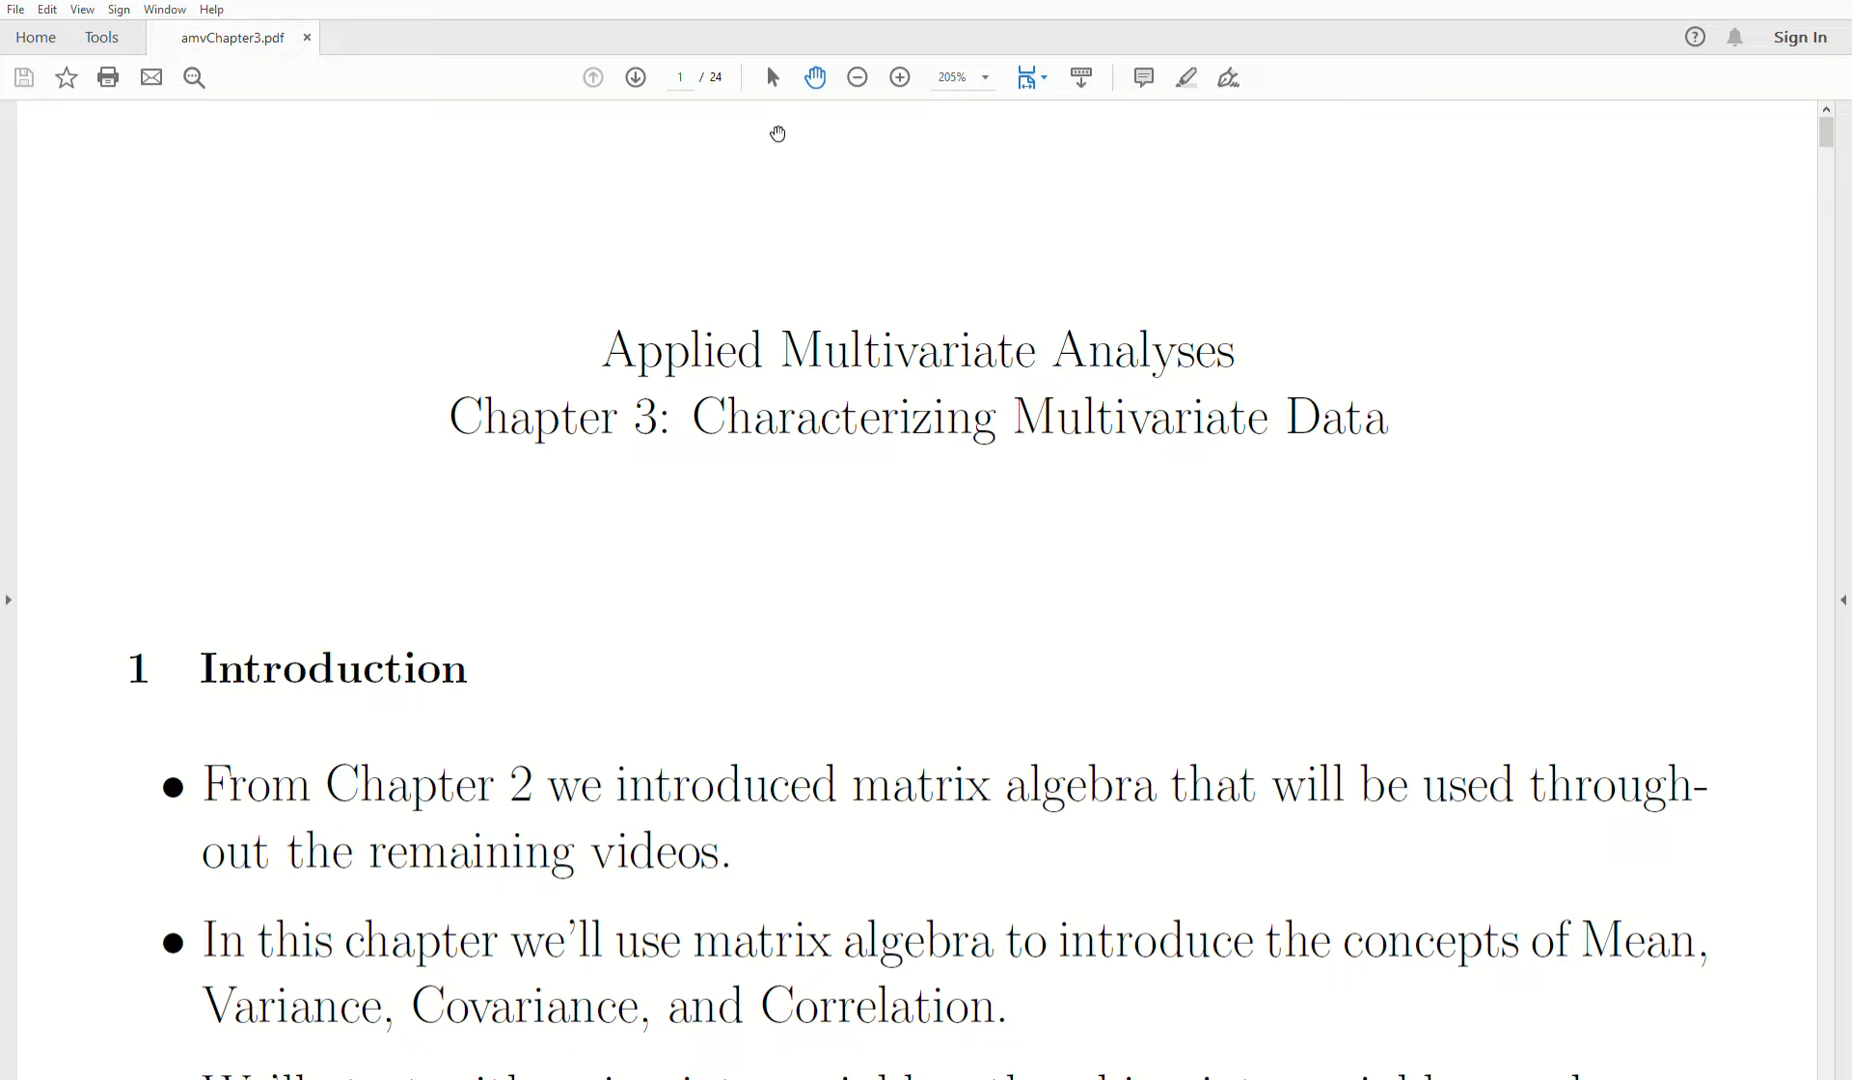 File Edit View Sign Window Help
Home Tools amvChapter3.pdf × Sign In
1 / 24 205%
Applied Multivariate Analyses
Chapter 3: Characterizing Multivariate Data
1 Introduction
● From Chapter 2 we introduced matrix algebra that will be used through-
out the remaining videos.
● In this chapter we'll use matrix algebra to introduce the concepts of Mean,
Variance, Covariance, and Correlation.